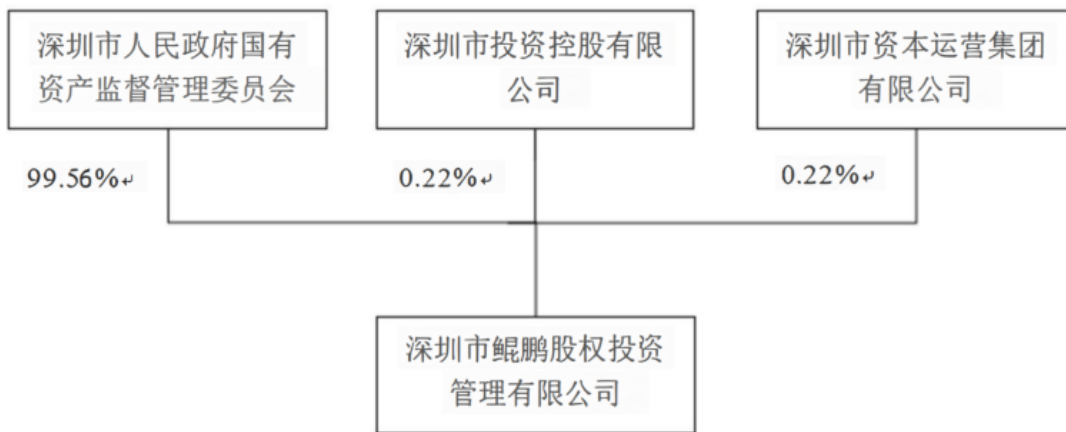 深圳市人民政府国有
资产监督管理委员会
深圳市投资控股有限
公司
深圳市资本运营集团
有限公司
99.56%
0.22%
0.22%
深圳市鲲鹏股权投资
管理有限公司